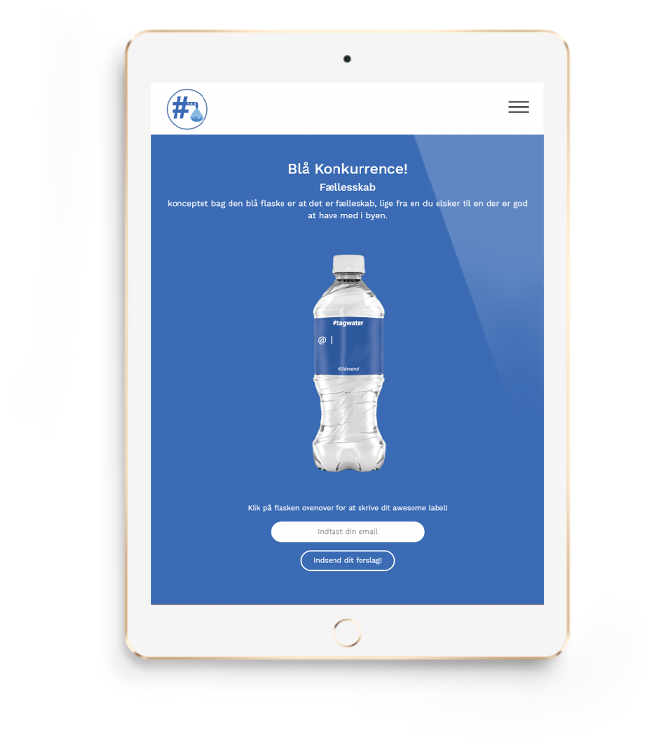 #
Blå Konkurrence!
Fællesskab
konceptet bag den blå flaske er at det er fælleskab, lige fra en du elsker til en der er god
at have med i byen.
#tagwater
@ |
Kildevand
Klik på flasken ovenover for at skrive dit awesome label!
Indtast din email
Indsend dit forslag!